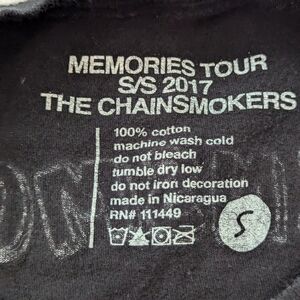 MEMORIES TOUR
S/S 2017
THE CHAINSMOKERS
100% cotton
machine wash cold
do not bleach
tumble dry low
do not iron decoration
made in Nicaragua
RN# 111449
S